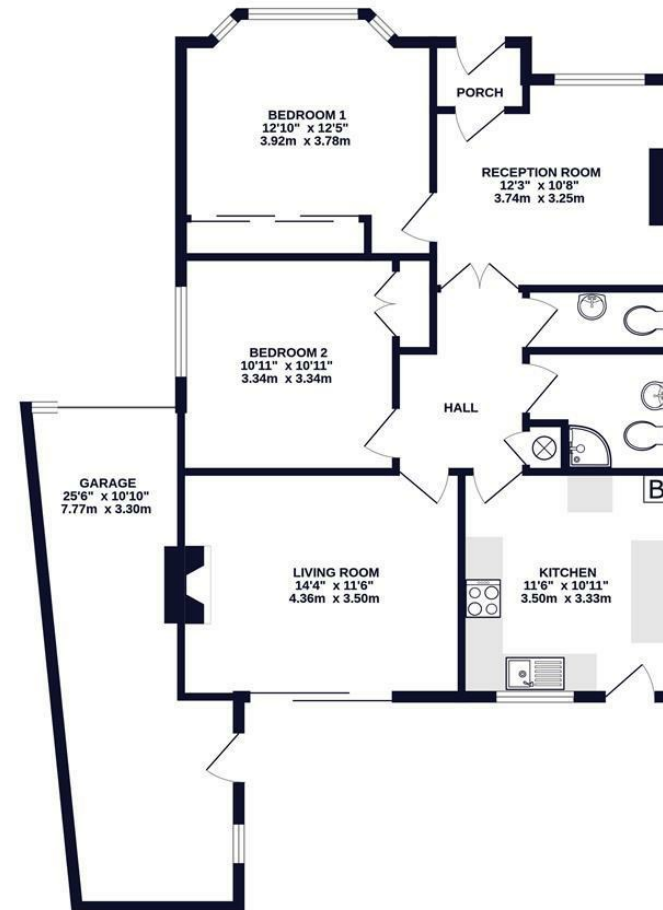 PORCH
BEDROOM 1
12'10" x 12'5"
3.92m x 3.78m
RECEPTION ROOM
12'3" x 10'8"
3.74m x 3.25m
BEDROOM 2
10'11" x 10'11"
3.34m x 3.34m
HALL
GARAGE
25'6" x 10'10"
7.77m x 3.30m
B
LIVING ROOM
14'4" x 11'6"
4.36m x 3.50m
KITCHEN
11'6" x 10'11"
3.50m x 3.33m